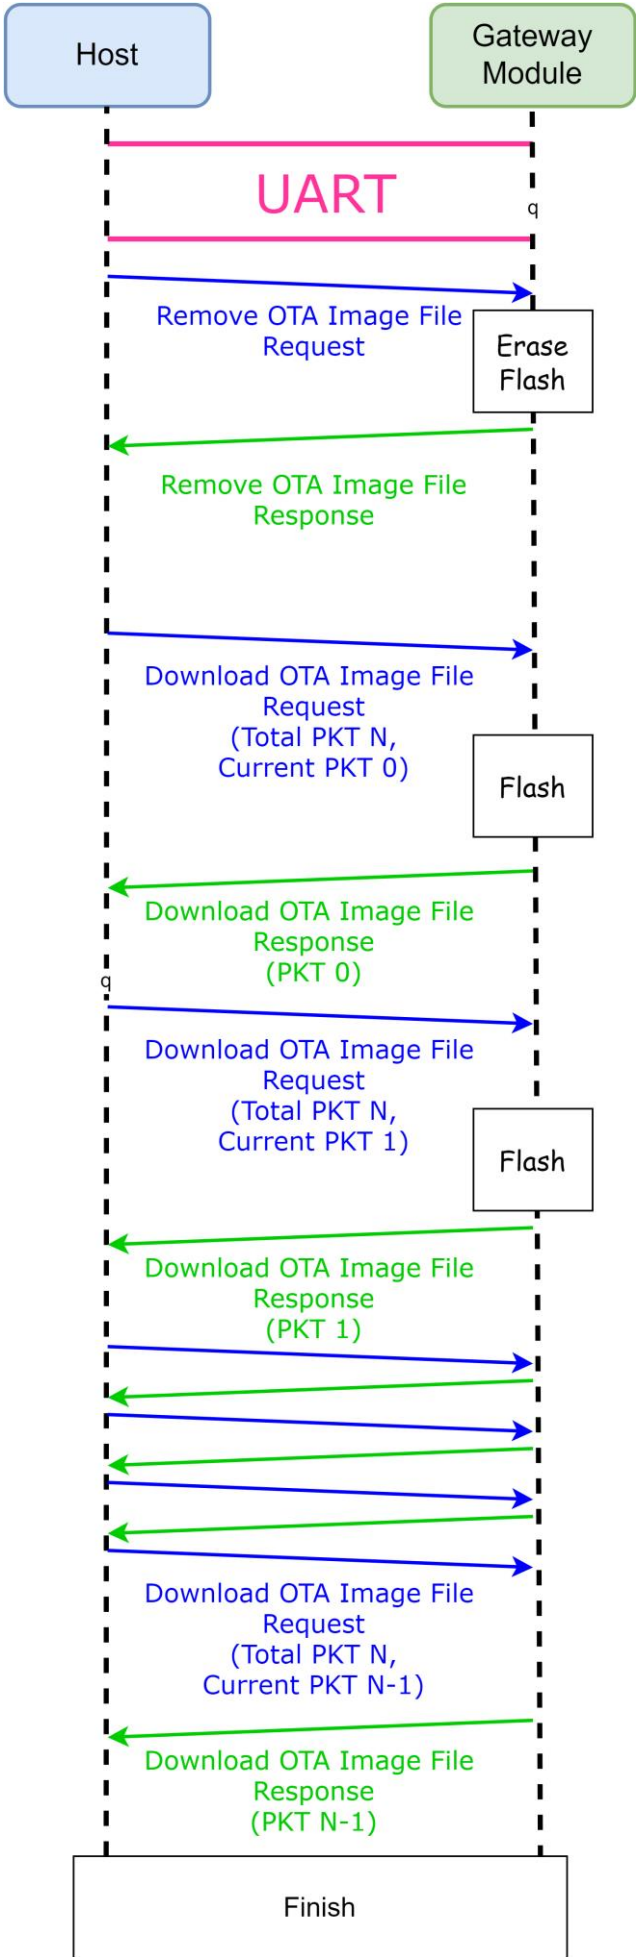 Host
Gateway
Module
UART
q
Remove OTA Image File
Request
Erase
Flash
Remove OTA Image File
Response
Download OTA Image File
Request
(Total PKT N,
Current PKT 0)
Flash
Download OTA Image File
Response
(PKT 0)
q
Download OTA Image File
Request
(Total PKT N,
Current PKT 1)
Flash
Download OTA Image File
Response
(PKT 1)
Download OTA Image File
Request
(Total PKT N,
Current PKT N-1)
Download OTA Image File
Response
(PKT N-1)
Finish